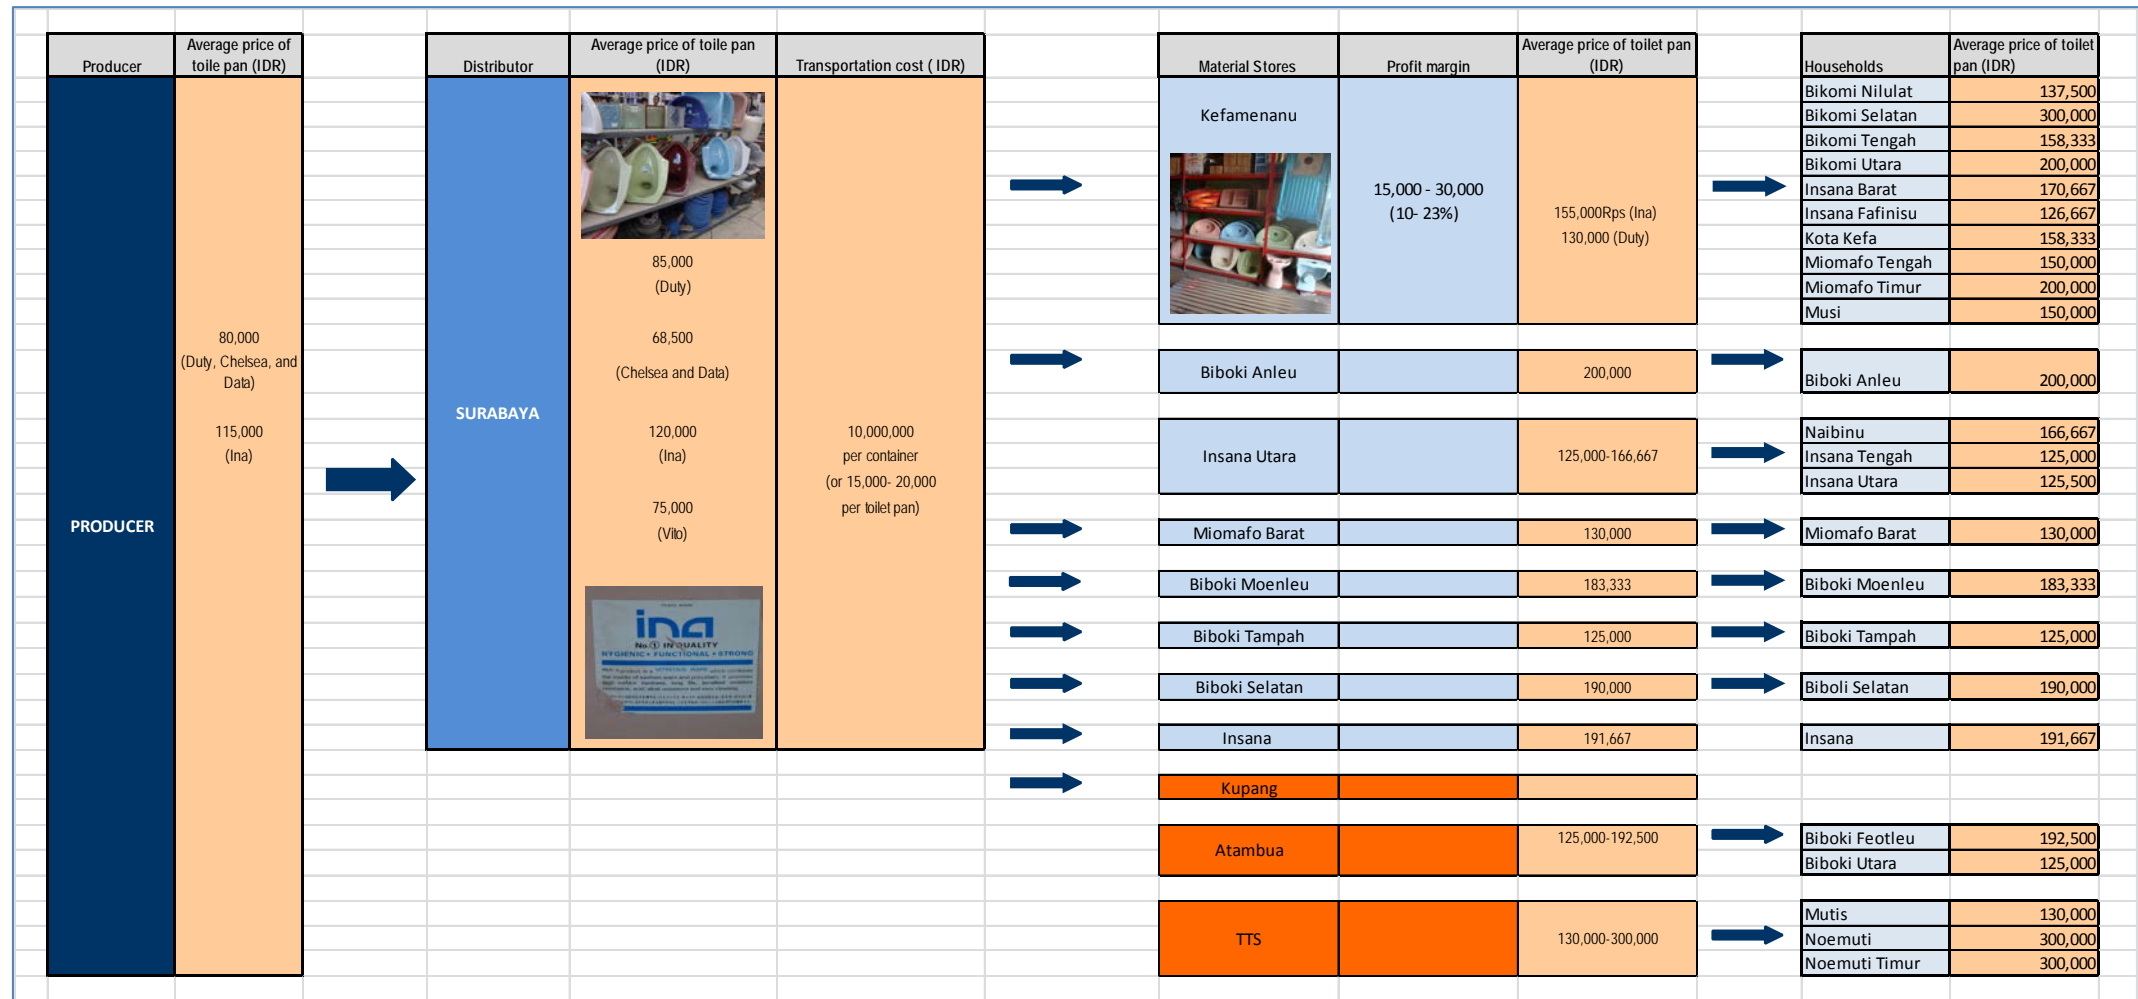 Producer
Average price of
toile pan (IDR)
PRODUCER
80,000
(Duty, Chelsea, and
Data)
115,000
(Ina)
Distributor
Average price of toile pan
(IDR)
Transportation cost ( IDR)
SURABAYA
85,000
(Duty)
68,500
(Chelsea and Data)
120,000
(Ina)
75,000
(Vito)
ina
No.1 IN QUALITY
HYGIENIC • FUNCTIONAL • STRONG
10,000,000
per container
(or 15,000- 20,000
per toilet pan)
Material Stores
Profit margin
Average price of toilet pan
(IDR)
Kefamenanu
15,000 - 30,000
(10- 23%)
155,000Rps (Ina)
130,000 (Duty)
Biboki Anleu
200,000
Insana Utara
125,000-166,667
Miomafo Barat
130,000
Biboki Moenleu
183,333
Biboki Tampah
125,000
Biboki Selatan
190,000
Insana
191,667
Kupang
Atambua
125,000-192,500
TTS
130,000-300,000
Households
Average price of toilet
pan (IDR)
Bikomi Nilulat 137,500
Bikomi Selatan 300,000
Bikomi Tengah 158,333
Bikomi Utara 200,000
Insana Barat 170,667
Insana Fafinisu 126,667
Kota Kefa 158,333
Miomafo Tengah 150,000
Miomafo Timur 200,000
Musi 150,000
Biboki Anleu 200,000
Naibinu 166,667
Insana Tengah 125,000
Insana Utara 125,500
Miomafo Barat 130,000
Biboki Moenleu 183,333
Biboki Tampah 125,000
Biboli Selatan 190,000
Insana 191,667
Biboki Feotleu 192,500
Biboki Utara 125,000
Mutis 130,000
Noemuti 300,000
Noemuti Timur 300,000